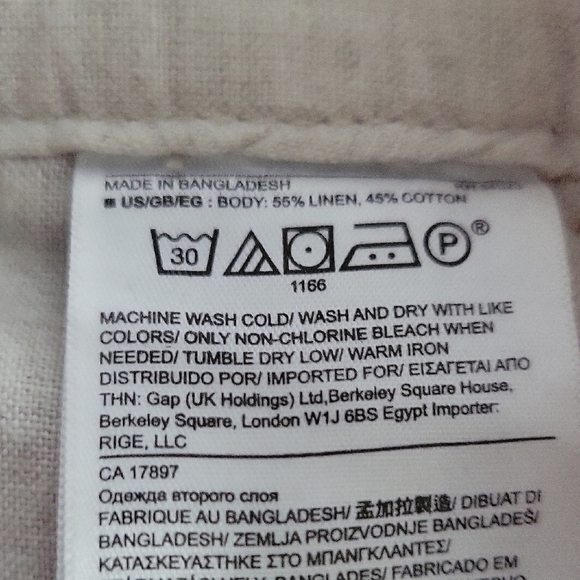 MADE IN BANGLADESH
US/GB/EG : BODY: 55% LINEN, 45% COTTON
30 P ®
1166
MACHINE WASH COLD/ WASH AND DRY WITH LIKE
COLORS/ ONLY NON-CHLORINE BLEACH WHEN
NEEDED/ TUMBLE DRY LOW/ WARM IRON
DISTRIBUIDO POR/ IMPORTED FOR/ ΕΙΣΑΓΕΤΑΙ ΑΠΟ
ΤΗΝ: Gap (UK Holdings) Ltd,Berkeley Square House,
Berkeley Square, London W1J 6BS Egypt Importer:
RIGE, LLC
CA 17897
Одежда второго слоя
FABRIQUE AU BANGLADESH/ 孟加拉製造/ DIBUAT DI
BANGLADESH/ ZEMLJA PROIZVODNJE BANGLADEŠ/
ΚΑΤΑΣΚΕΥΑΣΤΗΚΕ ΣΤΟ ΜΠΑΝΓΚΛΑΝΤΕΣ/
BANGLADES/ FABRICADO EM